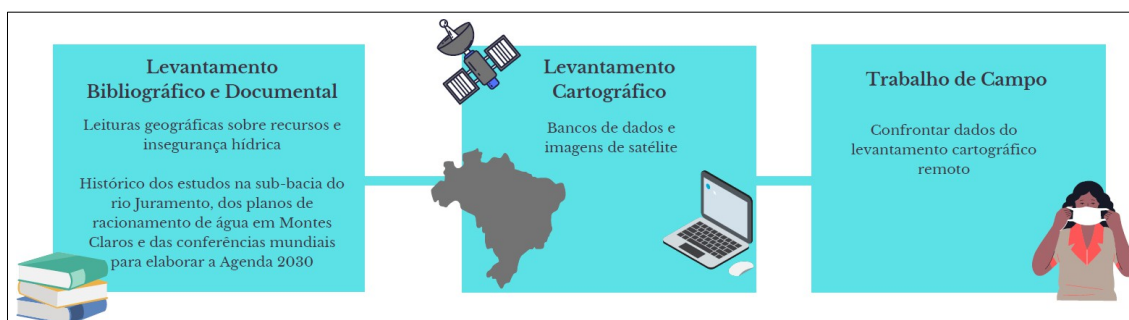 Levantamento
Bibliográfico e Documental
Leituras geográficas sobre recursos e
insegurança hídrica
Histórico dos estudos na sub-bacia do
rio Juramento, dos planos de
racionamento de água em Montes
Claros e das conferências mundiais
para elaborar a Agenda 2030
Levantamento
Cartográfico
Bancos de dados e
imagens de satélite
Trabalho de Campo
Confrontar dados do
levantamento cartográfico
remoto